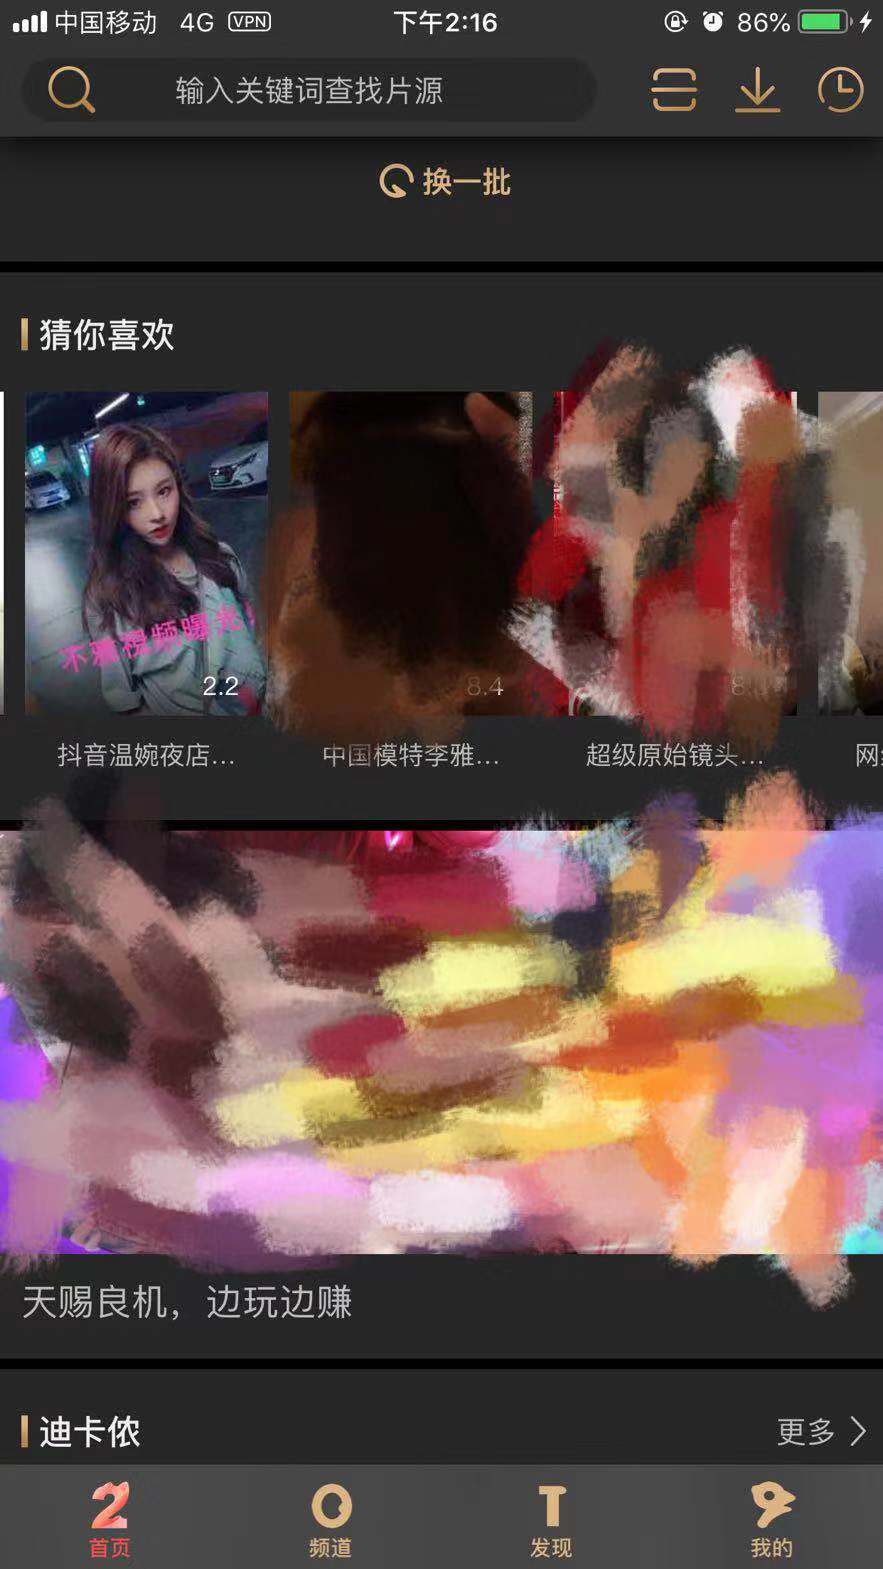 中国移动 4G VPN 下午2:16 86%
输入关键词查找片源
换一批
猜你喜欢
不雅视频曝光!
2.2 8.4
抖音温婉夜店... 中国模特李雅... 超级原始镜头...
天赐良机，边玩边赚
迪卡侬 更多
首页 频道 发现 我的